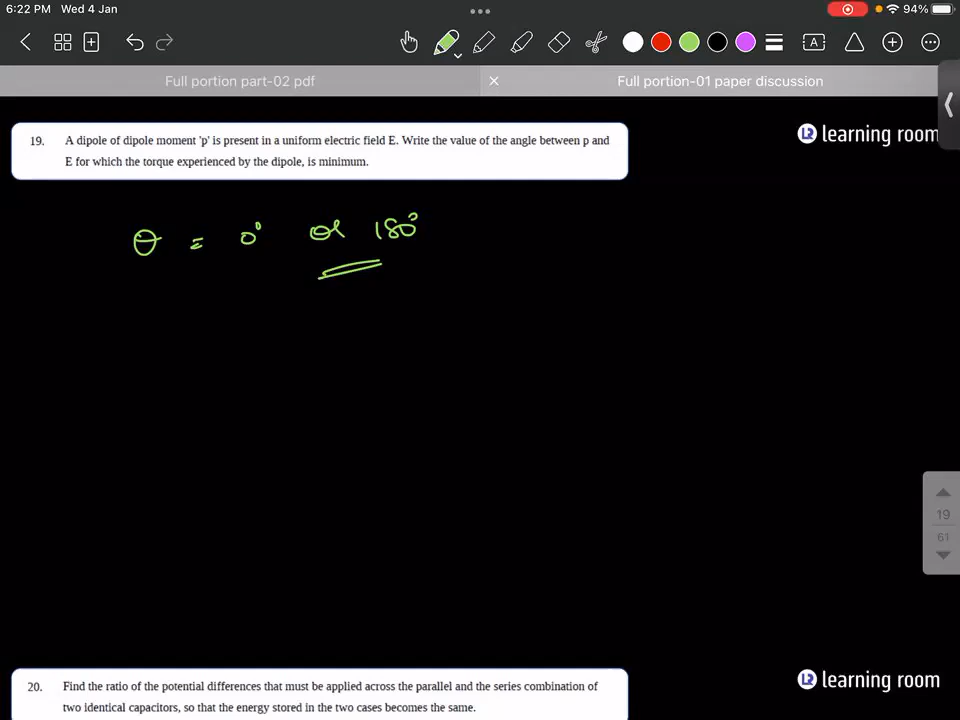 6:22 PM Wed 4 Jan
94%
Full portion part-02 pdf
Full portion-01 paper discussion
19. A dipole of dipole moment 'p' is present in a uniform electric field E. Write the value of the angle between p and
E for which the torque experienced by the dipole, is minimum.
learning room
θ = 0° or 180°
19
61
20. Find the ratio of the potential differences that must be applied across the parallel and the series combination of
two identical capacitors, so that the energy stored in the two cases becomes the same.
learning room